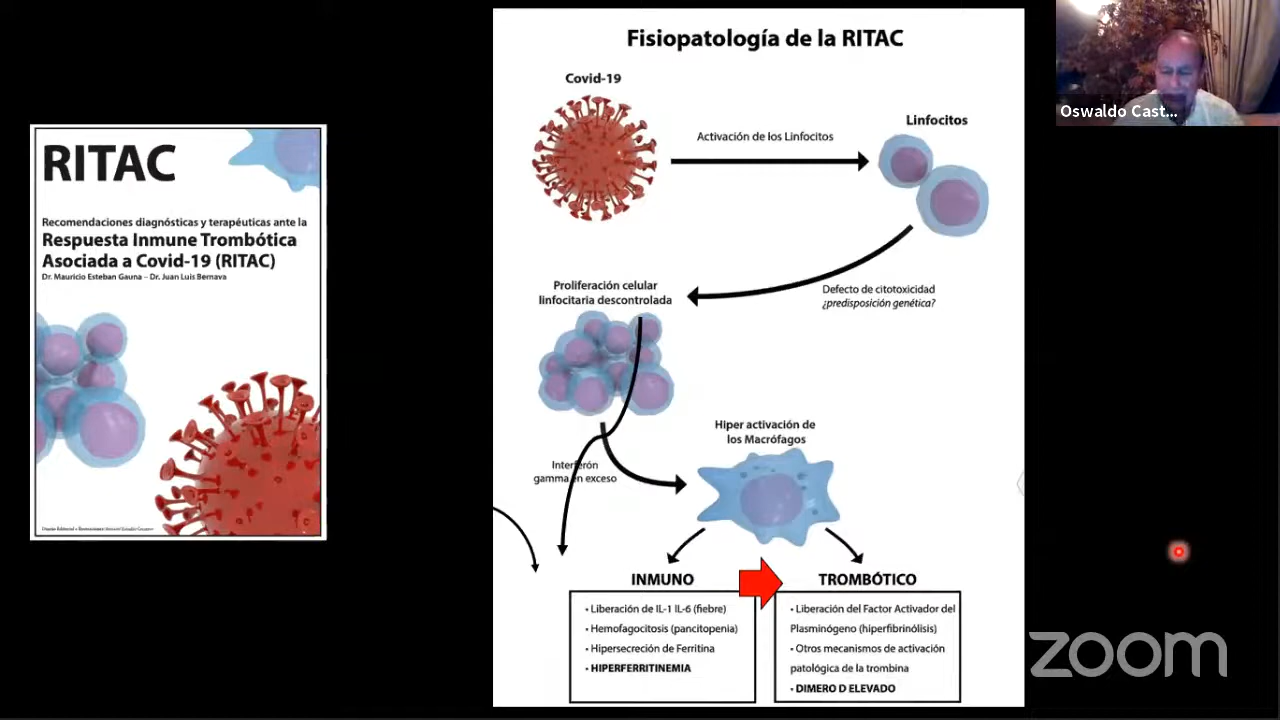 RITAC
Recomendaciones diagnósticas y terapéuticas ante la
Respuesta Inmune Trombótica
Asociada a Covid-19 (RITAC)
Dr. Mauricio Esteban Gauna – Dr. Juan Luis Bernava
Fisiopatología de la RITAC
Covid-19
Activación de los Linfocitos
Linfocitos
Defecto de citotoxicidad
¿predisposición genética?
Proliferación celular
linfocitaria descontrolada
Interferón
gamma en exceso
Hiper activación de
los Macrófagos
INMUNO
• Liberación de IL-1 IL-6 (fiebre)
• Hemofagocitosis (pancitopenia)
• Hipersecreción de Ferritina
• HIPERFERRITINEMIA
TROMBÓTICO
• Liberación del Factor Activador del
Plasminógeno (hiperfibrinólisis)
• Otros mecanismos de activación
patológica de la trombina
• DIMERO D ELEVADO
Oswaldo Cast...
zoom